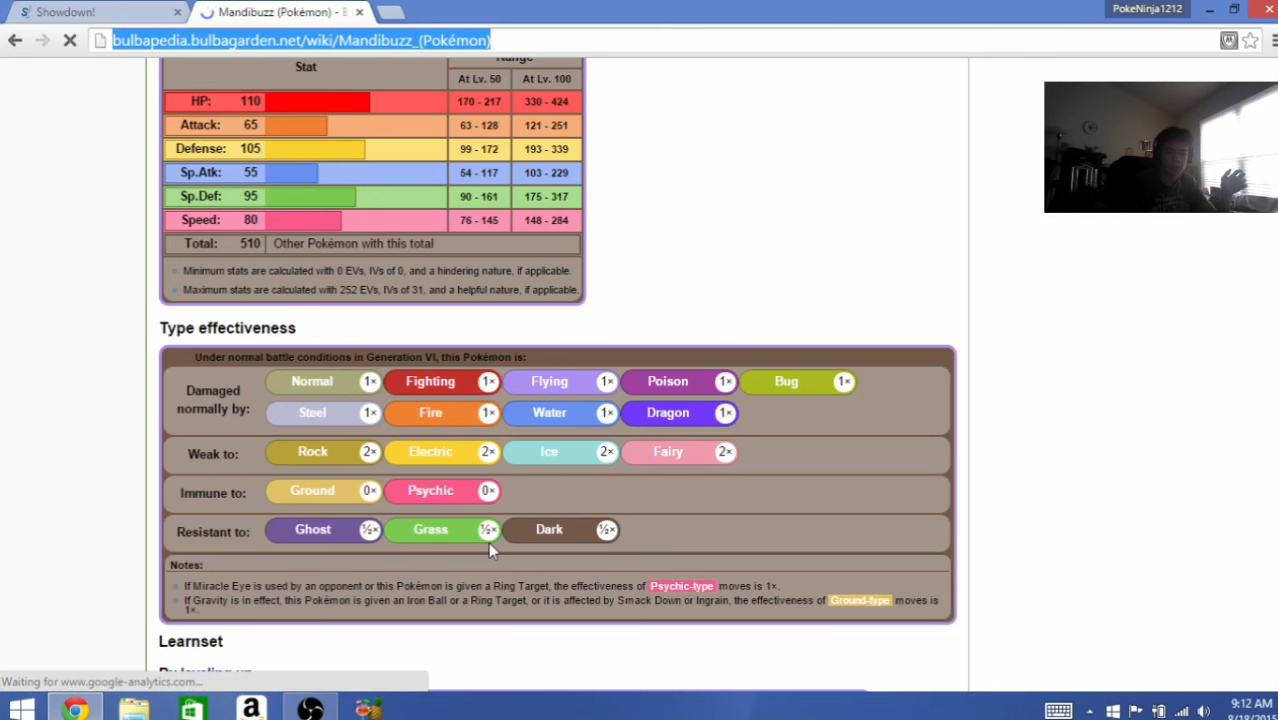 Showdown!
Mandibuzz (Pokémon) - B
PokeNinja1212
bulbapedia.bulbagarden.net/wiki/Mandibuzz_(Pokémon)
Stat Range
At Lv. 50 At Lv. 100
HP: 110 170 - 217 330 - 424
Attack: 65 63 - 128 121 - 251
Defense: 105 99 - 172 193 - 339
Sp.Atk: 55 54 - 117 103 - 229
Sp.Def: 95 90 - 161 175 - 317
Speed: 80 76 - 145 148 - 284
Total: 510 Other Pokémon with this total
Minimum stats are calculated with 0 EVs, IVs of 0, and a hindering nature, if applicable.
Maximum stats are calculated with 252 EVs, IVs of 31, and a helpful nature, if applicable.
Type effectiveness
Under normal battle conditions in Generation VI, this Pokémon is:
Damaged normally by:
Normal 1× Fighting 1× Flying 1× Poison 1× Bug 1×
Steel 1× Fire 1× Water 1× Dragon 1×
Weak to: Rock 2× Electric 2× Ice 2× Fairy 2×
Immune to: Ground 0× Psychic 0×
Resistant to: Ghost ½× Grass ½× Dark ½×
Notes:
If Miracle Eye is used by an opponent or this Pokémon is given a Ring Target, the effectiveness of Psychic-type moves is 1×.
If Gravity is in effect, this Pokémon is given an Iron Ball or a Ring Target, or it is affected by Smack Down or Ingrain, the effectiveness of Ground-type moves is
1×.
Learnset
By leveling up
Waiting for www.google-analytics.com...
9:12 AM